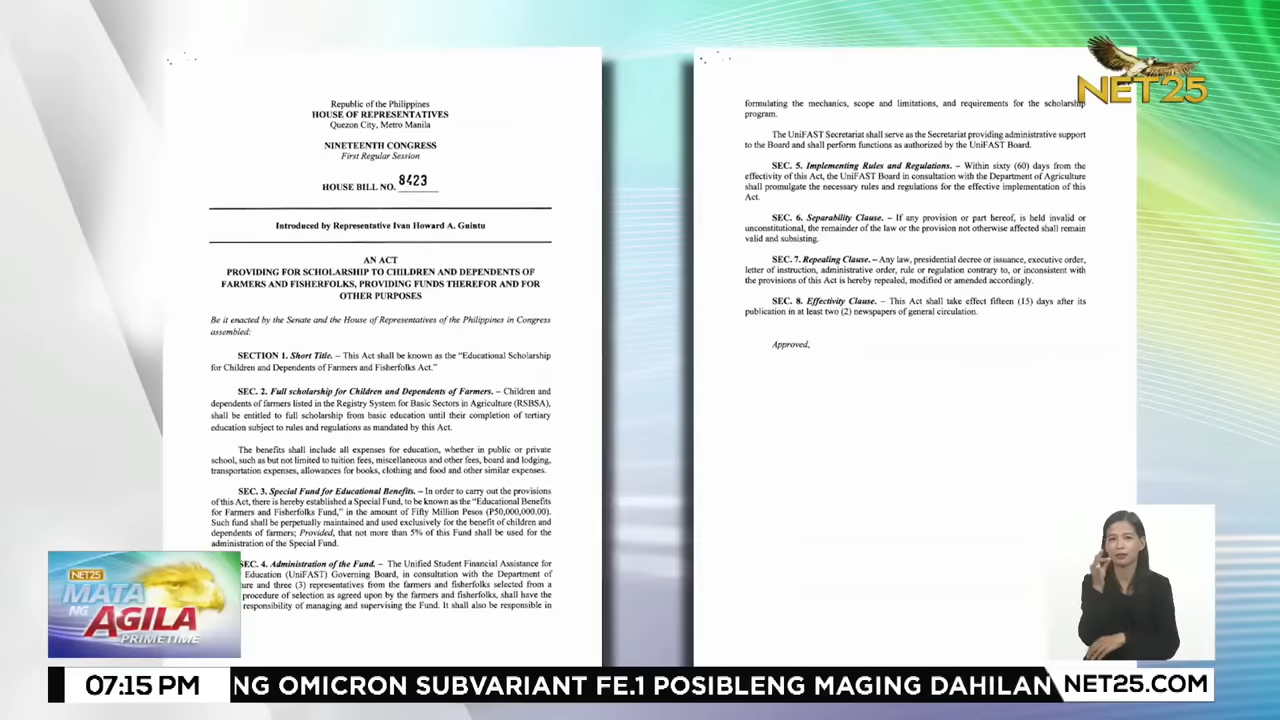 Republic of the Philippines
HOUSE OF REPRESENTATIVES
Quezon City, Metro Manila
NINETEENTH CONGRESS
First Regular Session
HOUSE BILL NO. 8423
Introduced by Representative Ivan Howard A. Guintu
AN ACT
PROVIDING FOR SCHOLARSHIP TO CHILDREN AND DEPENDENTS OF
FARMERS AND FISHERFOLKS, PROVIDING FUNDS THEREFOR AND FOR
OTHER PURPOSES
Be it enacted by the Senate and the House of Representatives of the Philippines in Congress
assembled:
SECTION 1. Short Title. – This Act shall be known as the “Educational Scholarship
for Children and Dependents of Farmers and Fisherfolks Act.”
SEC. 2. Full scholarship for Children and Dependents of Farmers. – Children and
dependents of farmers listed in the Registry System for Basic Sectors in Agriculture (RSBSA),
shall be entitled to full scholarship from basic education until their completion of tertiary
education subject to rules and regulations as mandated by this Act.
The benefits shall include all expenses for education, whether in public or private
school, such as but not limited to tuition fees, miscellaneous and other fees, board and lodging,
transportation expenses, allowances for books, clothing and food and other similar expenses.
SEC. 3. Special Fund for Educational Benefits. – In order to carry out the provisions
of this Act, there is hereby established a Special Fund, to be known as the “Educational Benefits
for Farmers and Fisherfolks Fund,” in the amount of Fifty Million Pesos (P50,000,000.00).
Such fund shall be perpetually maintained and used exclusively for the benefit of children and
dependents of farmers; Provided, that not more than 5% of this Fund shall be used for the
administration of the Special Fund.
SEC. 4. Administration of the Fund. – The Unified Student Financial Assistance for
Education (UniFAST) Governing Board, in consultation with the Department of
ure and three (3) representatives from the farmers and fisherfolks selected from a
procedure of selection as agreed upon by the farmers and fisherfolks, shall have the
responsibility of managing and supervising the Fund. It shall also be responsible in
formulating the mechanics, scope and limitations, and requirements for the scholarship
program.
The UniFAST Secretariat shall serve as the Secretariat providing administrative support
to the Board and shall perform functions as authorized by the UniFAST Board.
SEC. 5. Implementing Rules and Regulations. – Within sixty (60) days from the
effectivity of this Act, the UniFAST Board in consultation with the Department of Agriculture
shall promulgate the necessary rules and regulations for the effective implementation of this
Act.
SEC. 6. Separability Clause. – If any provision or part hereof, is held invalid or
unconstitutional, the remainder of the law or the provision not otherwise affected shall remain
valid and subsisting.
SEC. 7. Repealing Clause. – Any law, presidential decree or issuance, executive order,
letter of instruction, administrative order, rule or regulation contrary to, or inconsistent with
the provisions of this Act is hereby repealed, modified or amended accordingly.
SEC. 8. Effectivity Clause. – This Act shall take effect fifteen (15) days after its
publication in at least two (2) newspapers of general circulation.
Approved,
NET25
NET25
MATA
NG
AGILA
PRIMETIME
07:15 PM
NG OMICRON SUBVARIANT FE.1 POSIBLENG MAGING DAHILAN
NET25.COM